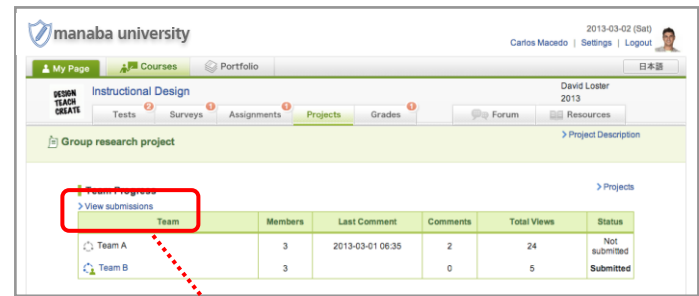 manaba university
2013-03-02 (Sat)
Carlos Macedo | Settings | Logout
My Page Courses Portfolio 日本語
DESIGN TEACH CREATE
Instructional Design
David Loster
2013
Tests 2 Surveys 1 Assignments 1 Projects Grades 1 Forum Resources
Group research project
> Project Description
Team Progress
> Projects
> View submissions
Team Members Last Comment Comments Total Views Status
Team A 3 2013-03-01 06:35 2 24 Not submitted
Team B 3 0 5 Submitted